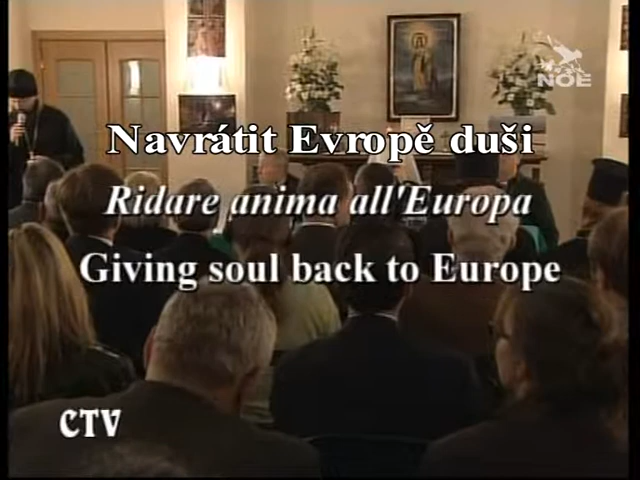 NOE
Navrátit Evropě duši
Ridare anima all'Europa
Giving soul back to Europe
CTV